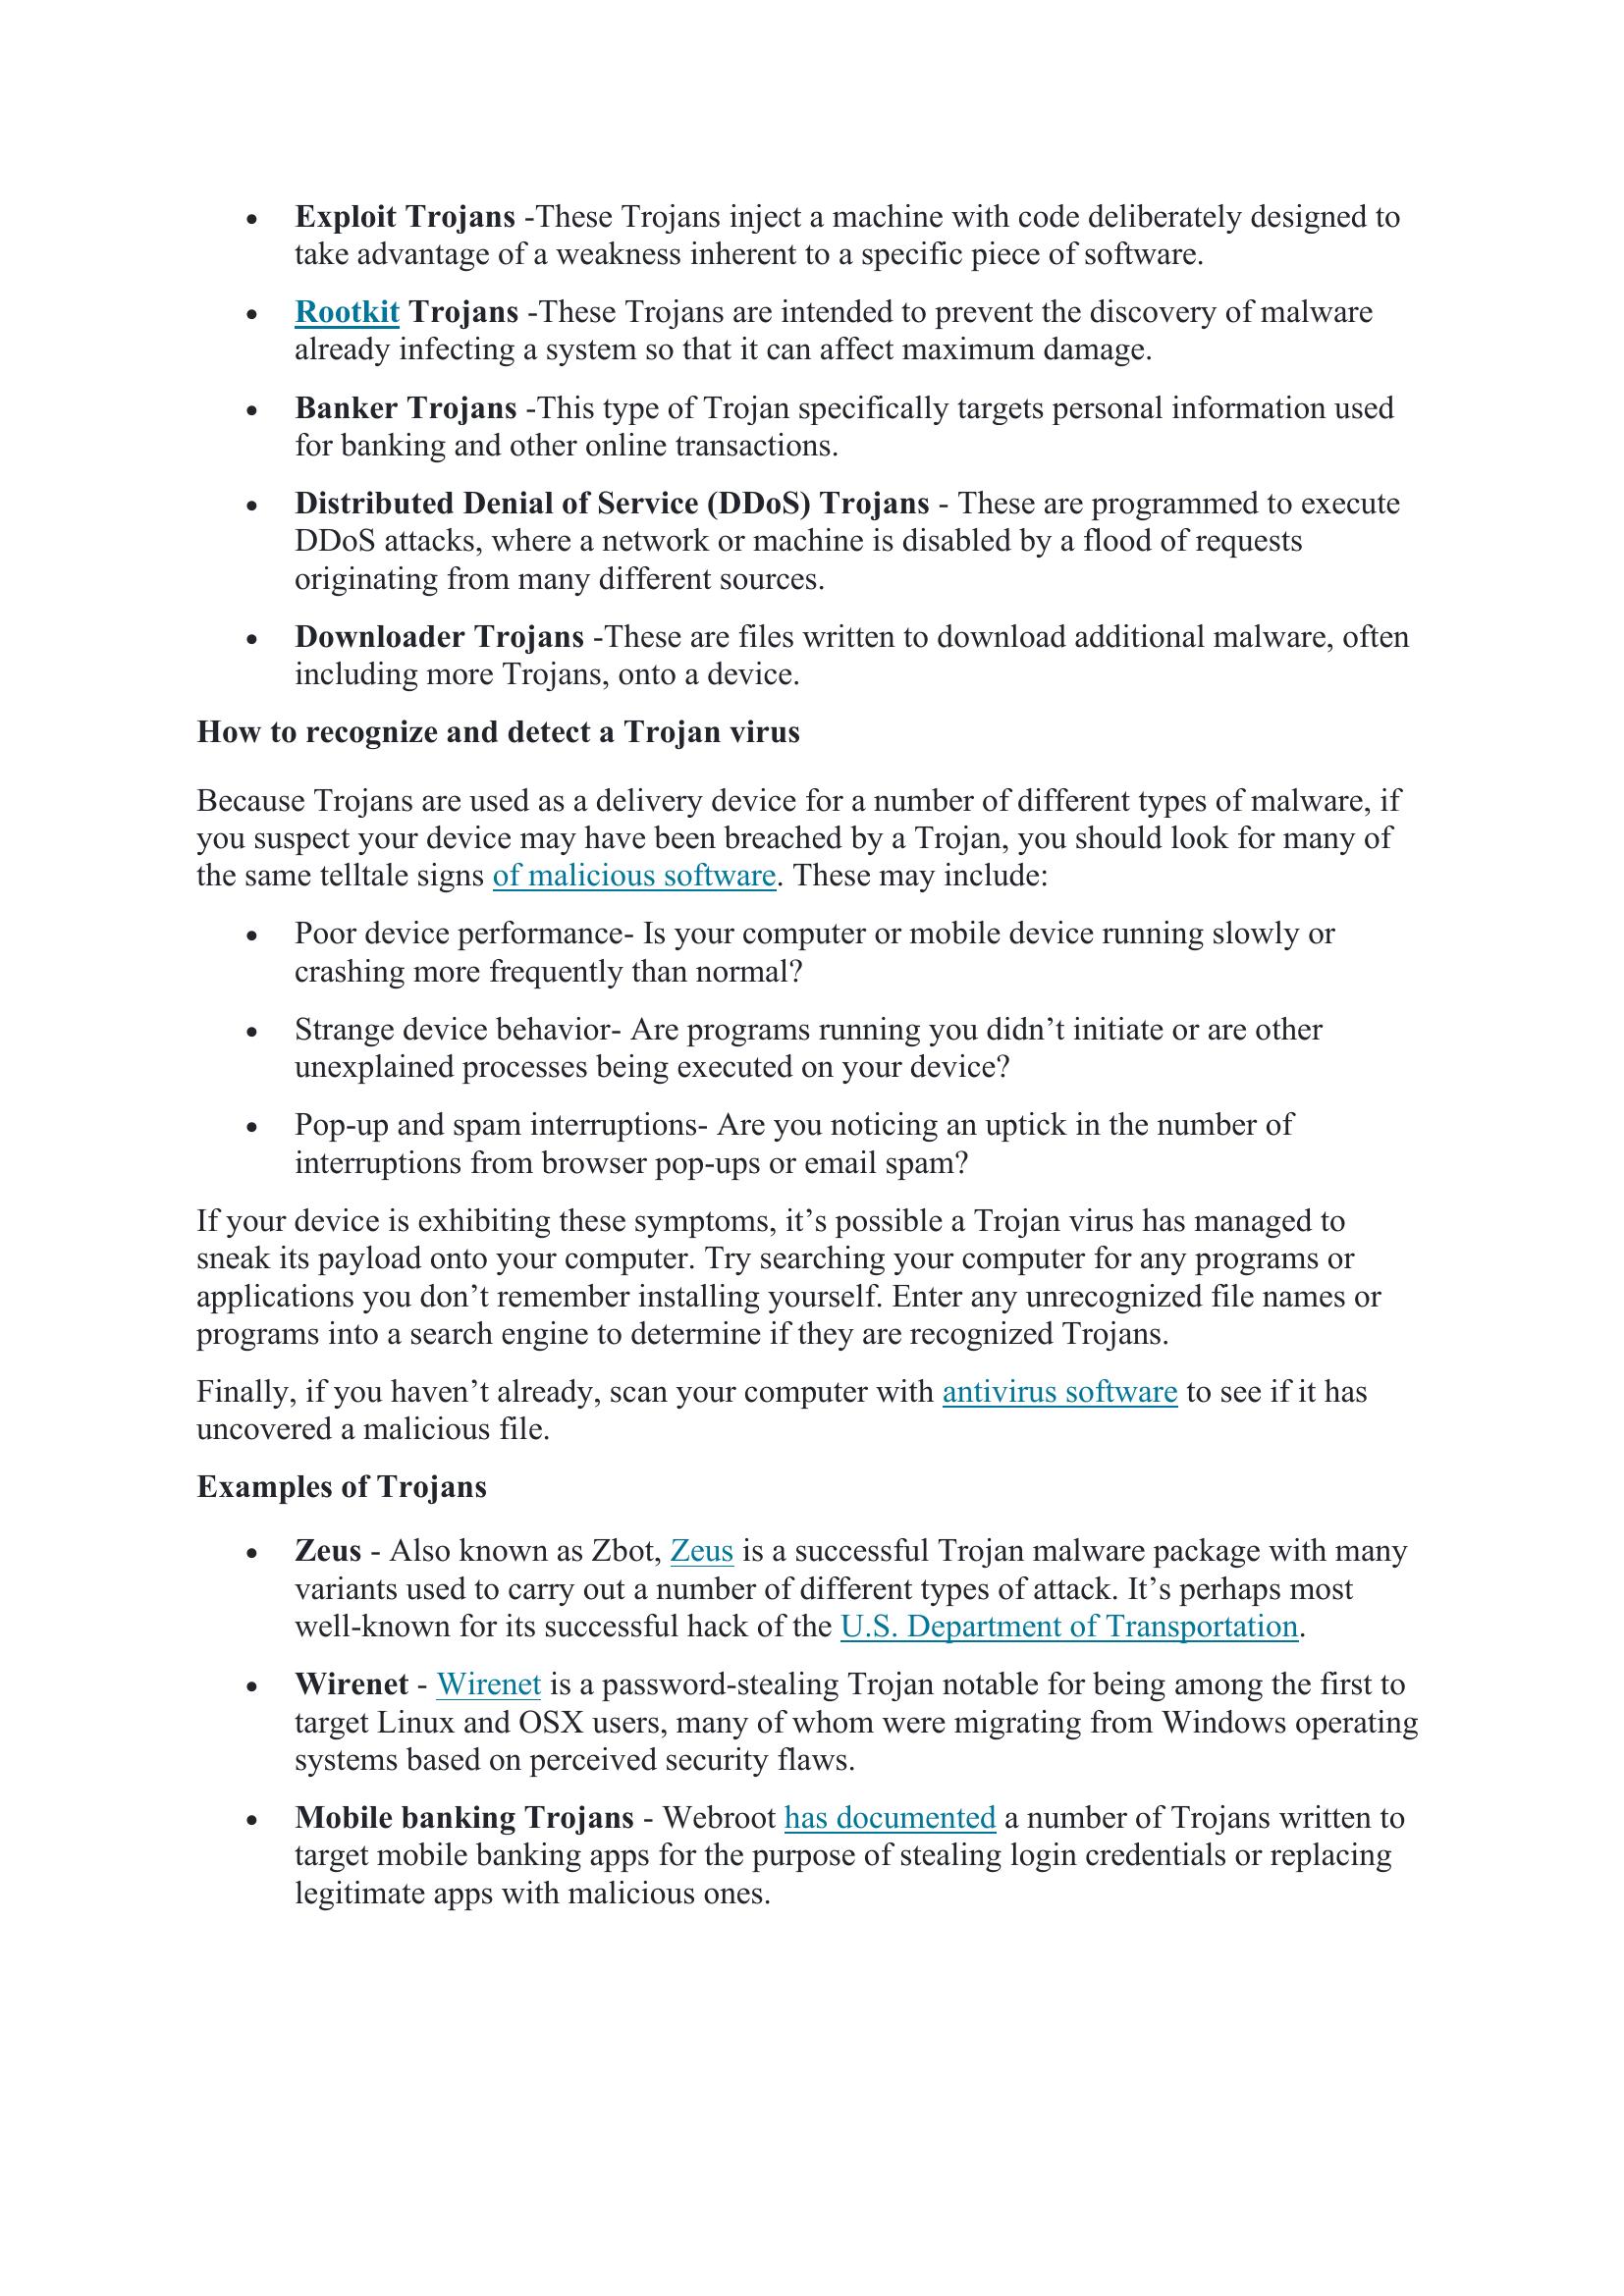 • Exploit Trojans -These Trojans inject a machine with code deliberately designed to
take advantage of a weakness inherent to a specific piece of software.
• Rootkit Trojans -These Trojans are intended to prevent the discovery of malware
already infecting a system so that it can affect maximum damage.
• Banker Trojans -This type of Trojan specifically targets personal information used
for banking and other online transactions.
• Distributed Denial of Service (DDoS) Trojans - These are programmed to execute
DDoS attacks, where a network or machine is disabled by a flood of requests
originating from many different sources.
• Downloader Trojans -These are files written to download additional malware, often
including more Trojans, onto a device.
How to recognize and detect a Trojan virus
Because Trojans are used as a delivery device for a number of different types of malware, if
you suspect your device may have been breached by a Trojan, you should look for many of
the same telltale signs of malicious software. These may include:
• Poor device performance- Is your computer or mobile device running slowly or
crashing more frequently than normal?
• Strange device behavior- Are programs running you didn’t initiate or are other
unexplained processes being executed on your device?
• Pop-up and spam interruptions- Are you noticing an uptick in the number of
interruptions from browser pop-ups or email spam?
If your device is exhibiting these symptoms, it’s possible a Trojan virus has managed to
sneak its payload onto your computer. Try searching your computer for any programs or
applications you don’t remember installing yourself. Enter any unrecognized file names or
programs into a search engine to determine if they are recognized Trojans.
Finally, if you haven’t already, scan your computer with antivirus software to see if it has
uncovered a malicious file.
Examples of Trojans
• Zeus - Also known as Zbot, Zeus is a successful Trojan malware package with many
variants used to carry out a number of different types of attack. It’s perhaps most
well-known for its successful hack of the U.S. Department of Transportation.
• Wirenet - Wirenet is a password-stealing Trojan notable for being among the first to
target Linux and OSX users, many of whom were migrating from Windows operating
systems based on perceived security flaws.
• Mobile banking Trojans - Webroot has documented a number of Trojans written to
target mobile banking apps for the purpose of stealing login credentials or replacing
legitimate apps with malicious ones.